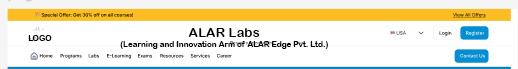 Special Offer: Get 30% off on all courses!
View All Offers
LOGO
ALAR Labs
(Learning and Innovation Arm of ALAR Edge Pvt. Ltd.)
USA
Login
Register
Home
Programs
Labs
E-Learning
Exams
Resources
Services
Career
Contact Us